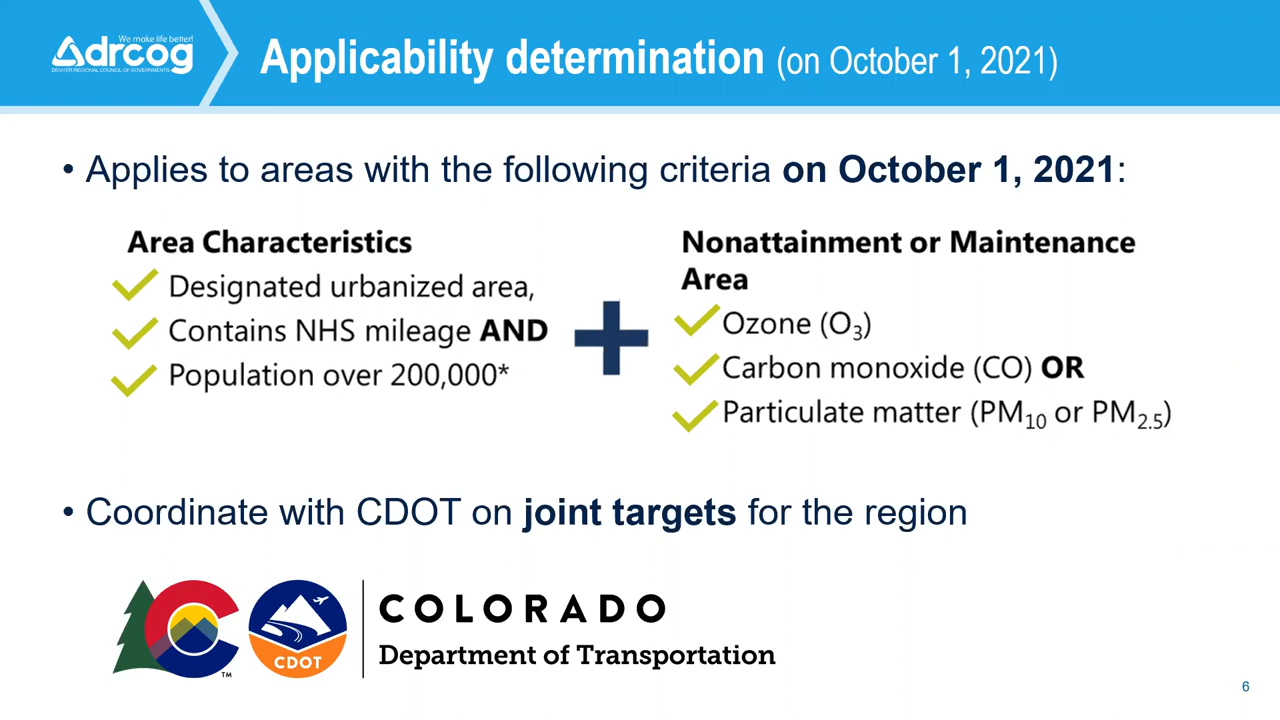 We make life better!
drcog
DENVER REGIONAL COUNCIL OF GOVERNMENTS
Applicability determination (on October 1, 2021)
• Applies to areas with the following criteria on October 1, 2021:
Area Characteristics
Designated urbanized area,
Contains NHS mileage AND
Population over 200,000*
Nonattainment or Maintenance
Area
Ozone (O₃)
Carbon monoxide (CO) OR
Particulate matter (PM₁₀ or PM₂.₅)
• Coordinate with CDOT on joint targets for the region
TM
CDOT
COLORADO
Department of Transportation
6